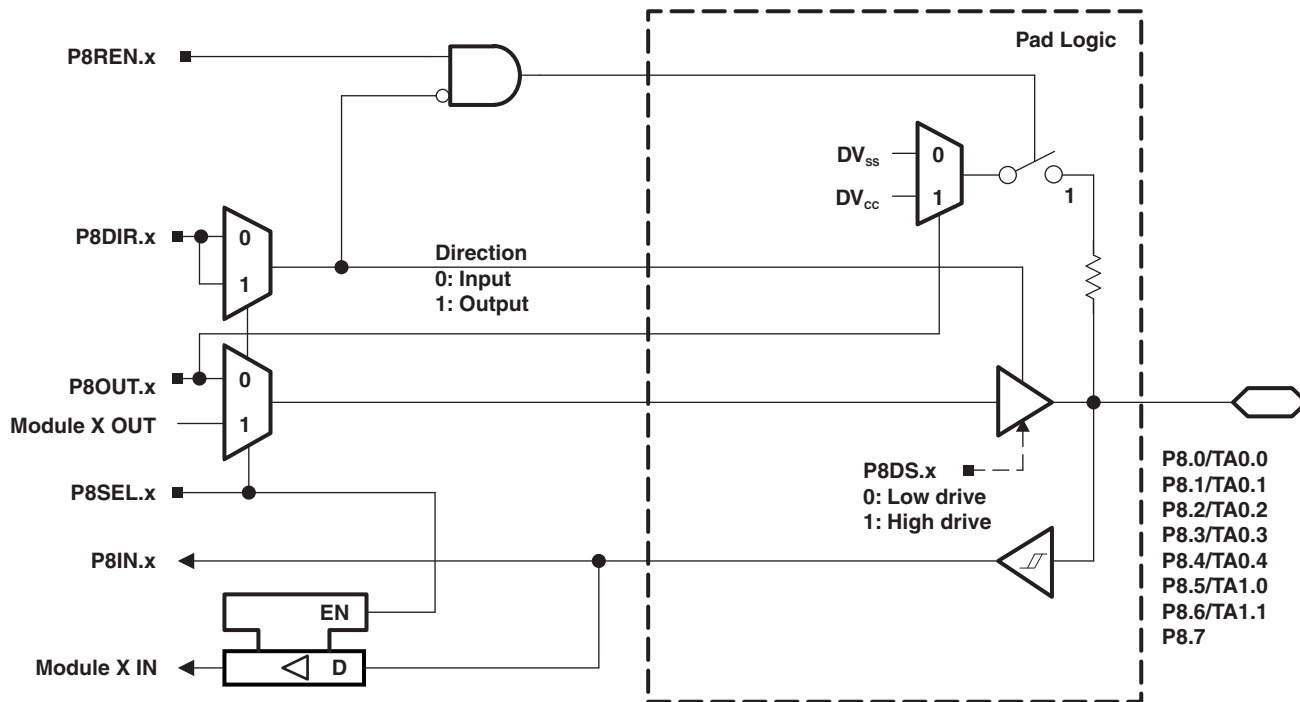 Pad Logic
P8REN.x
DVss
0
DVcc
1
1
P8DIR.x
0
1
Direction
0: Input
1: Output
P8OUT.x
0
Module X OUT
1
P8DS.x
0: Low drive
1: High drive
P8SEL.x
P8IN.x
EN
Module X IN
D
P8.0/TA0.0
P8.1/TA0.1
P8.2/TA0.2
P8.3/TA0.3
P8.4/TA0.4
P8.5/TA1.0
P8.6/TA1.1
P8.7